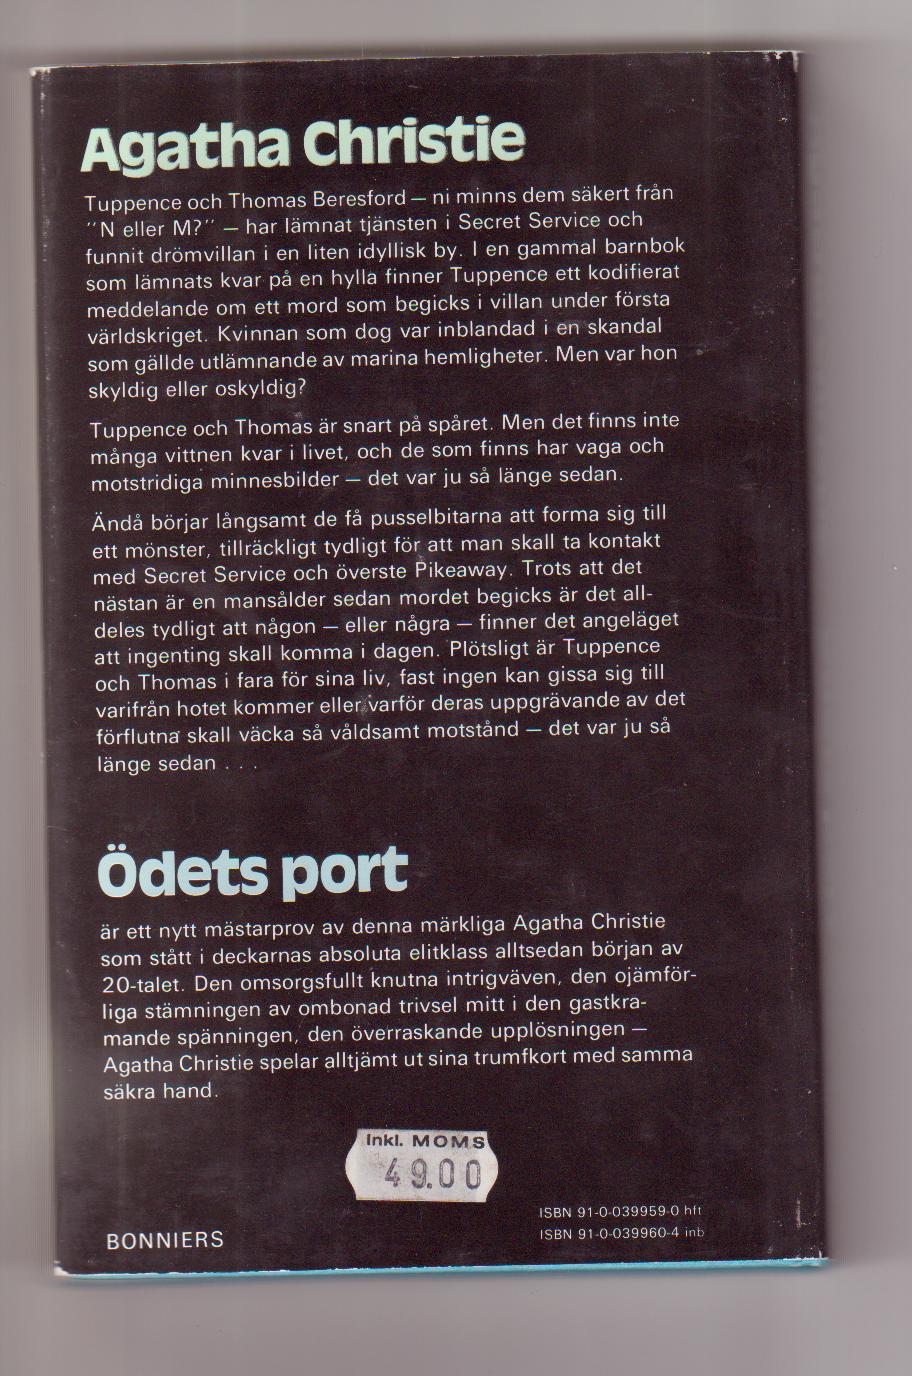 Agatha Christie
Tuppence och Thomas Beresford — ni minns dem säkert från
"N eller M?" — har lämnat tjänsten i Secret Service och
funnit drömvillan i en liten idyllisk by. I en gammal barnbok
som lämnats kvar på en hylla finner Tuppence ett kodifierat
meddelande om ett mord som begicks i villan under första
världskriget. Kvinnan som dog var inblandad i en skandal
som gällde utlämnande av marina hemligheter. Men var hon
skyldig eller oskyldig?
Tuppence och Thomas är snart på spåret. Men det finns inte
många vittnen kvar i livet, och de som finns har vaga och
motstridiga minnesbilder — det var ju så länge sedan.
Ändå börjar långsamt de få pusselbitarna att forma sig till
ett mönster, tillräckligt tydligt för att man skall ta kontakt
med Secret Service och överste Pikeaway. Trots att det
nästan är en mansålder sedan mordet begicks är det all-
deles tydligt att någon — eller några — finner det angeläget
att ingenting skall komma i dagen. Plötsligt är Tuppence
och Thomas i fara för sina liv, fast ingen kan gissa sig till
varifrån hotet kommer eller varför deras uppgrävande av det
förflutna skall väcka så våldsamt motstånd — det var ju så
länge sedan . . .
Ödets port
är ett nytt mästarprov av denna märkliga Agatha Christie
som stått i deckarnas absoluta elitklass alltsedan början av
20-talet. Den omsorgsfullt knutna intrigväven, den ojämför-
liga stämningen av ombonad trivsel mitt i den gastkra-
mande spänningen, den överraskande upplösningen —
Agatha Christie spelar alltjämt ut sina trumfkort med samma
säkra hand.
Inkl. MOMS
49.00
ISBN 91-0-039959-0 hft
ISBN 91-0-039960-4 inb
BONNIERS